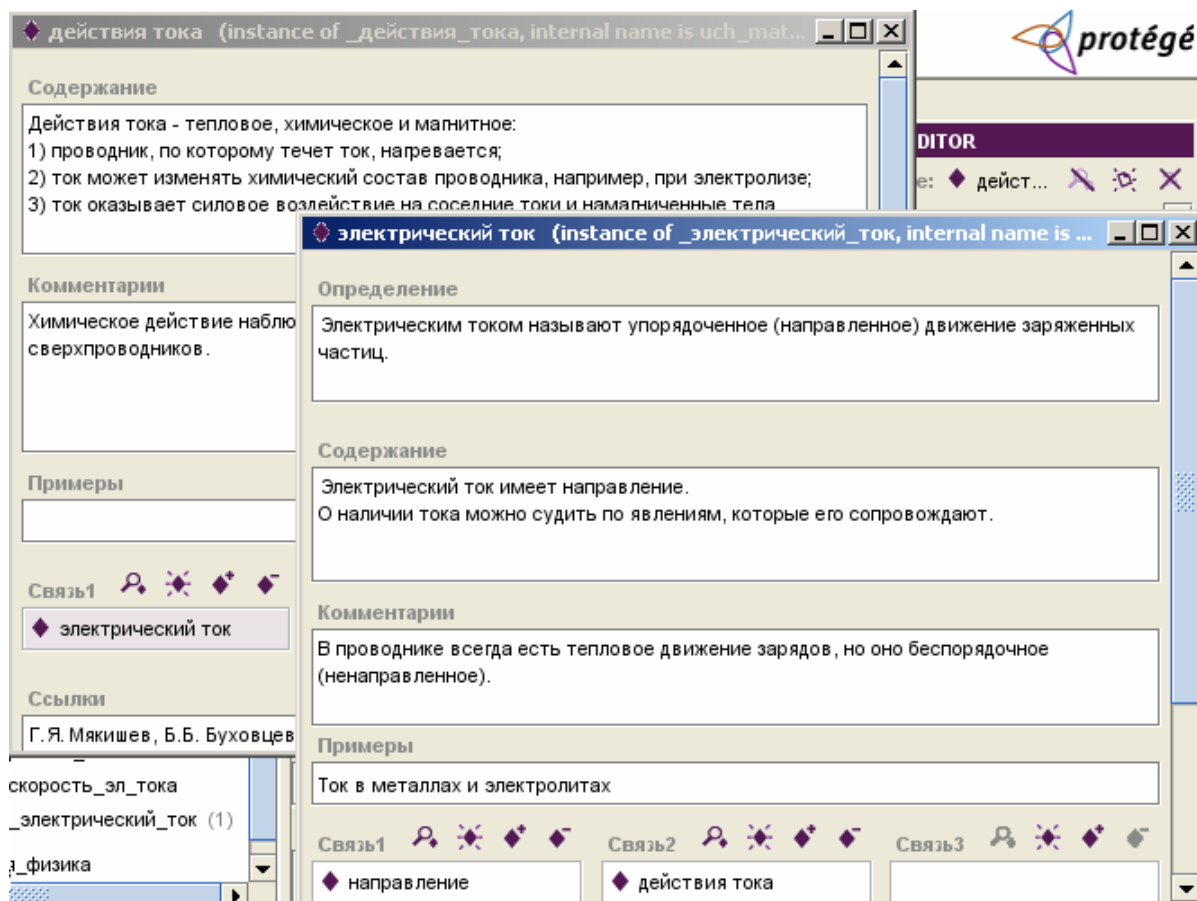 действия тока (instance of _действия_тока, internal name is uch_mat...
protégé
Содержание
Действия тока - тепловое, химическое и магнитное:
1) проводник, по которому течет ток, нагревается;
2) ток может изменять химический состав проводника, например, при электролизе;
3) ток оказывает силовое воздействие на соседние токи и намагниченные тела
Комментарии
Химическое действие наблю
сверхпроводников.
Примеры
Связь1
электрический ток
Ссылки
Г.Я. Мякишев, Б.Б. Буховцев
DITOR
е: дейст...
электрический ток (instance of _электрический_ток, internal name is ...
Определение
Электрическим током называют упорядоченное (направленное) движение заряженных
частиц.
Содержание
Электрический ток имеет направление.
О наличии тока можно судить по явлениям, которые его сопровождают.
Комментарии
В проводнике всегда есть тепловое движение зарядов, но оно беспорядочное
(ненаправленное).
Примеры
Ток в металлах и электролитах
Связь1 Связь2 Связь3
направление действия тока
скорость_эл_тока
_электрический_ток (1)
_физика